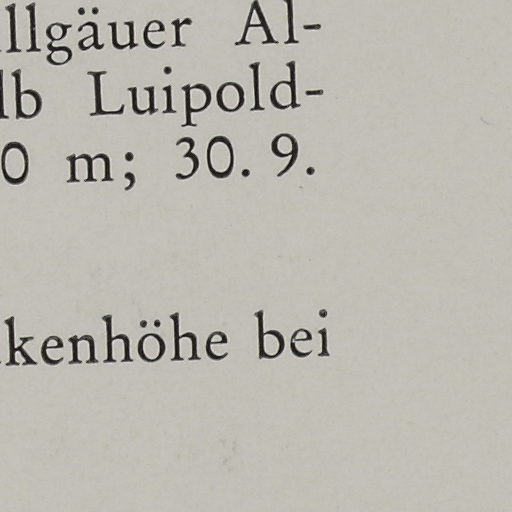 llgäuer Al-
lb Luipold-
0 m; 30. 9.
kenhöhe bei